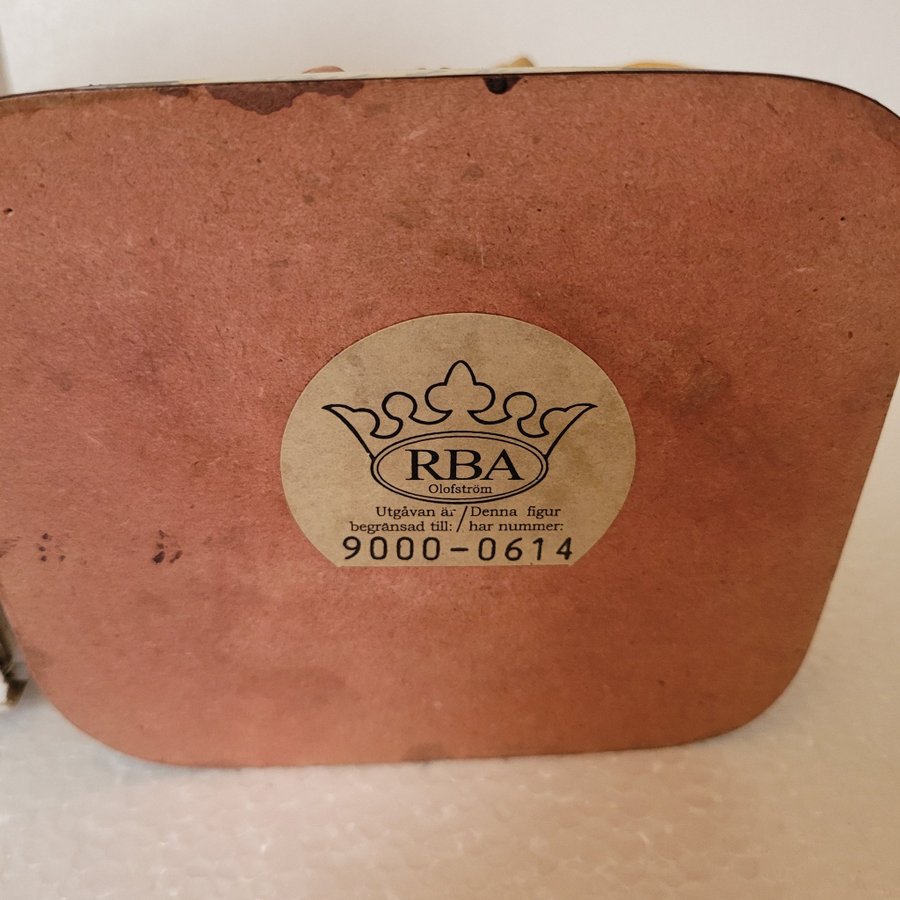 RBA
Olofström
Utgåvan är / Denna figur
begränsad till: / har nummer:
9000-0614